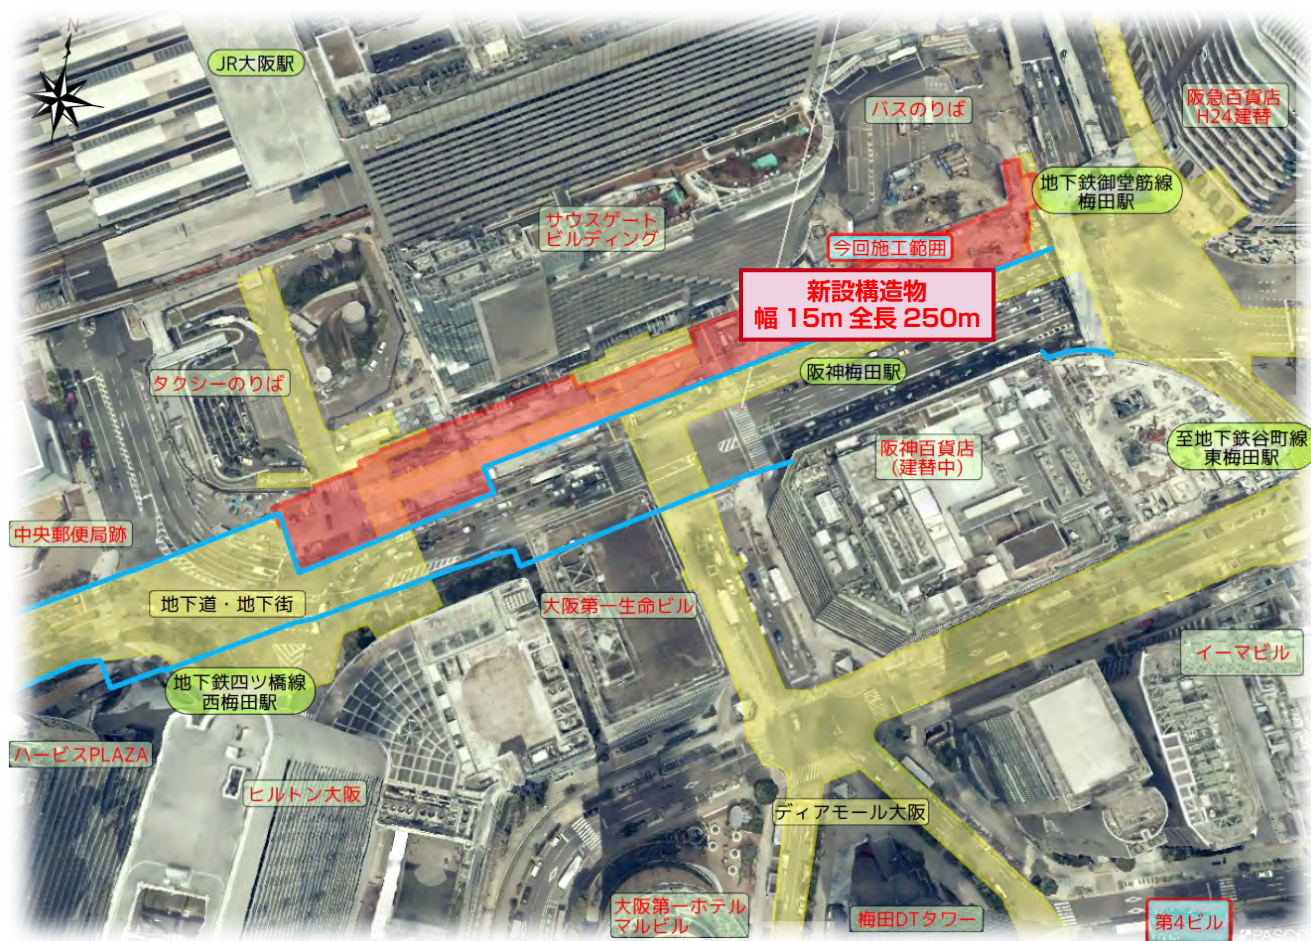 JR大阪駅
バスのりば
阪急百貨店
H24建替
地下鉄御堂筋線
梅田駅
サウスゲート
ビルディング
今回施工範囲
新設構造物
幅 15m 全長 250m
阪神梅田駅
タクシーのりば
至地下鉄谷町線
東梅田駅
阪神百貨店
(建替中)
中央郵便局跡
地下道・地下街
大阪第一生命ビル
イーマビル
地下鉄四ツ橋線
西梅田駅
ハービスPLAZA
ヒルトン大阪
ディアモール大阪
大阪第一ホテル
マルビル
梅田DTタワー
第4ビル
PASCO